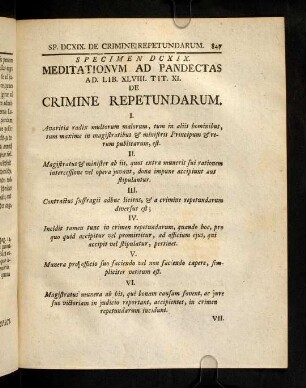 SP. DCXIX. DE CRIMINE REPETUNDARUM. 847
SPECIMEN DCXIX.
MEDITATIONVM AD PANDECTAS
AD. LIB. XLVIII. TIT. XI.
DE
CRIMINE REPETUNDARUM.
I.
Avaritia radix multorum malorum, tum in aliis hominibus,
tum maxime in magistratibus & ministris Principum & re-
rum publicarum, est.
II.
Magistratus & minister ab iis, quos extra muneris sui rationem
intercessione vel opera juvant, dona impune accipiunt aut
stipulantur.
III.
Contractus suffragii adhuc licitus, & a crimine repetundarum
diversus est;
IV.
Incidit tamen tunc in crimen repetundarum, quando hoc, pro
quo quid accipitur vel promittitur, ad officium ejus, qui
accipit vel stipulatur, pertinet.
V.
Munera pro officio suo faciendo vel non faciendo capere, sim-
pliciter vetitum est.
VI.
Magistratus munera ab his, qui bonam causam fovent, ac jure
suo victoriam in judicio reportant, accipientes, in crimen
repetundarum incidunt.
VII.